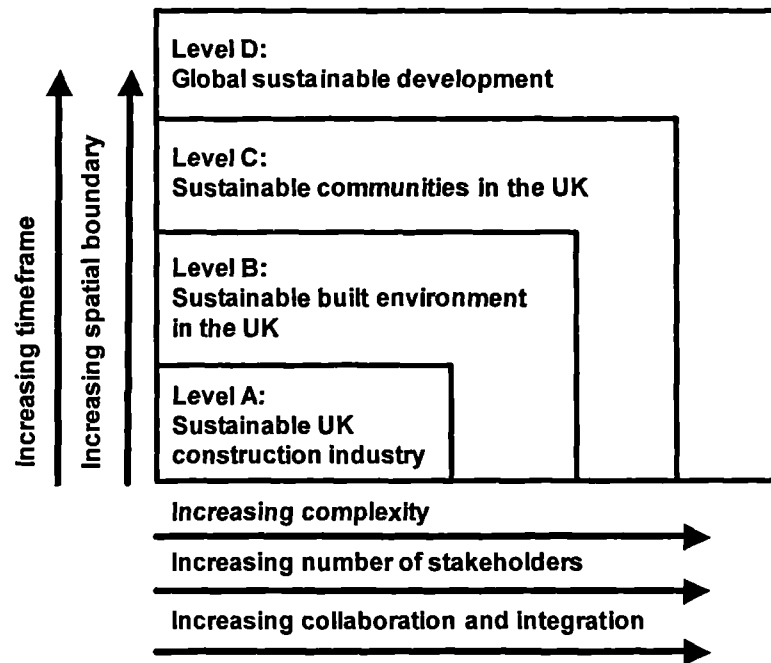 Level D:
Global sustainable development
Level C:
Sustainable communities in the UK
Level B:
Sustainable built environment
in the UK
Level A:
Sustainable UK
construction industry
Increasing timeframe
Increasing spatial boundary
Increasing complexity
Increasing number of stakeholders
Increasing collaboration and integration